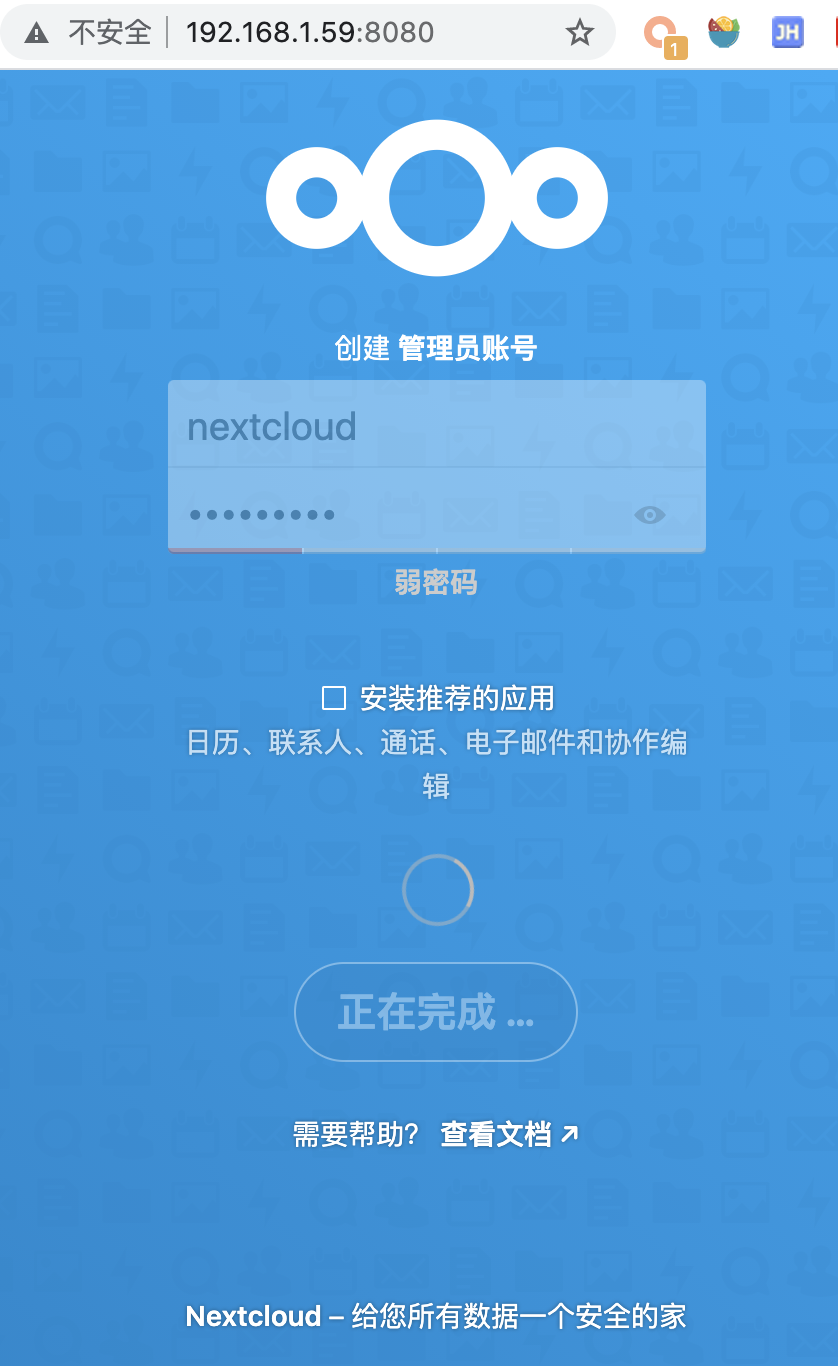 不安全 192.168.1.59:8080
1
JH
创建 管理员账号
nextcloud
•••••••••
弱密码
安装推荐的应用
日历、联系人、通话、电子邮件和协作编
辑
正在完成 ...
需要帮助? 查看文档 ↗
Nextcloud – 给您所有数据一个安全的家